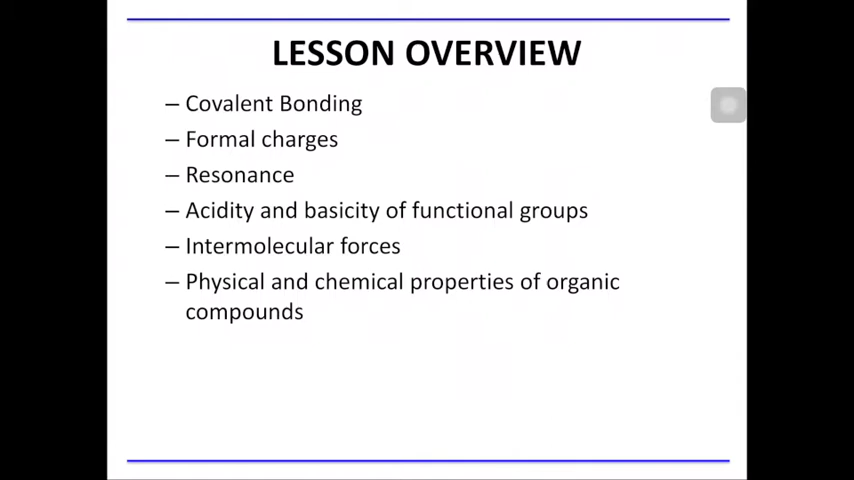 LESSON OVERVIEW
– Covalent Bonding
– Formal charges
– Resonance
– Acidity and basicity of functional groups
– Intermolecular forces
– Physical and chemical properties of organic
compounds